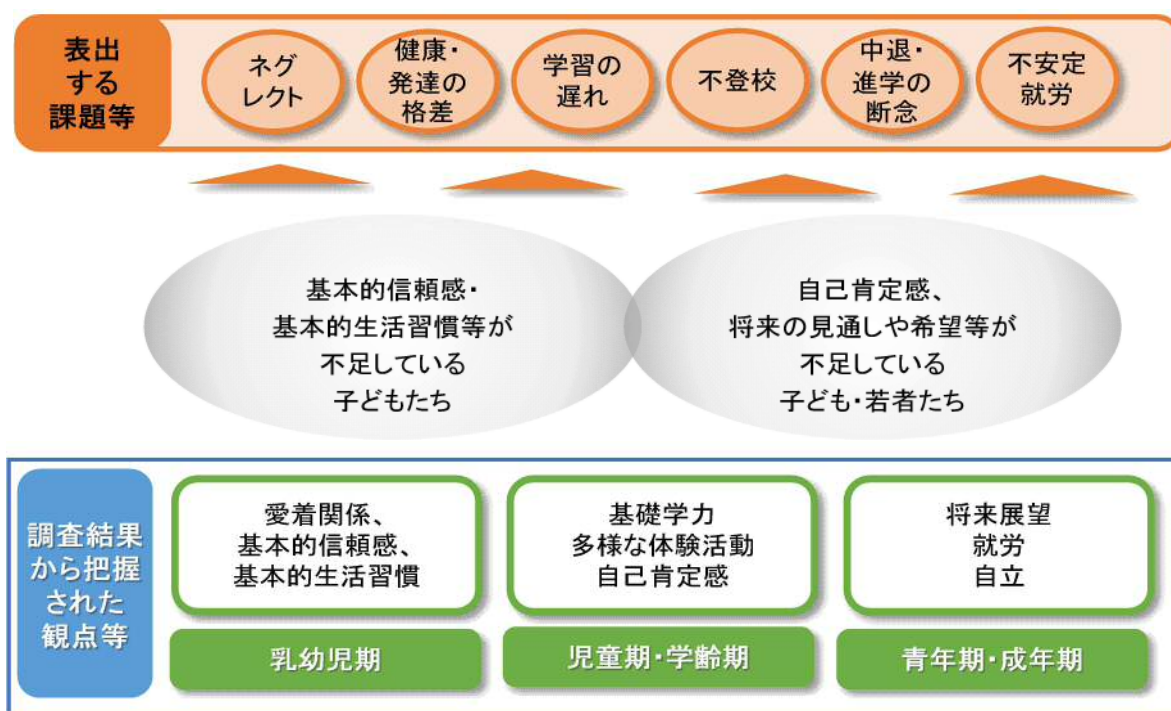 表出
する
課題等
ネグ
レクト
健康・
発達の
格差
学習の
遅れ
不登校
中退・
進学の
断念
不安定
就労
基本的信頼感・
基本的生活習慣等が
不足している
子どもたち
自己肯定感、
将来の見通しや希望等が
不足している
子ども・若者たち
調査結果
から把握
された
観点等
愛着関係、
基本的信頼感、
基本的生活習慣
乳幼児期
基礎学力
多様な体験活動
自己肯定感
児童期・学齢期
将来展望
就労
自立
青年期・成年期